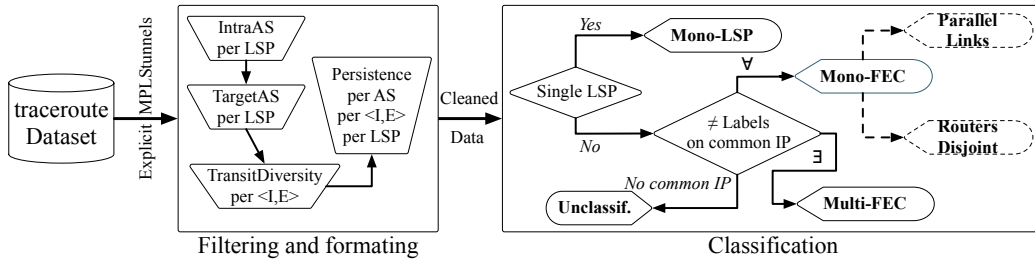 traceroute
Dataset
Explicit MPLStunnels
IntraAS
per LSP
TargetAS
per LSP
TransitDiversity
per <I,E>
Persistence
per AS
per <I,E>
per LSP
Filtering and formating
Cleaned
Data
Single LSP
Yes
Mono-LSP
No
≠ Labels
on common IP
∀
Mono-FEC
Parallel
Links
Routers
Disjoint
∃
Multi-FEC
No common IP
Unclassif.
Classification